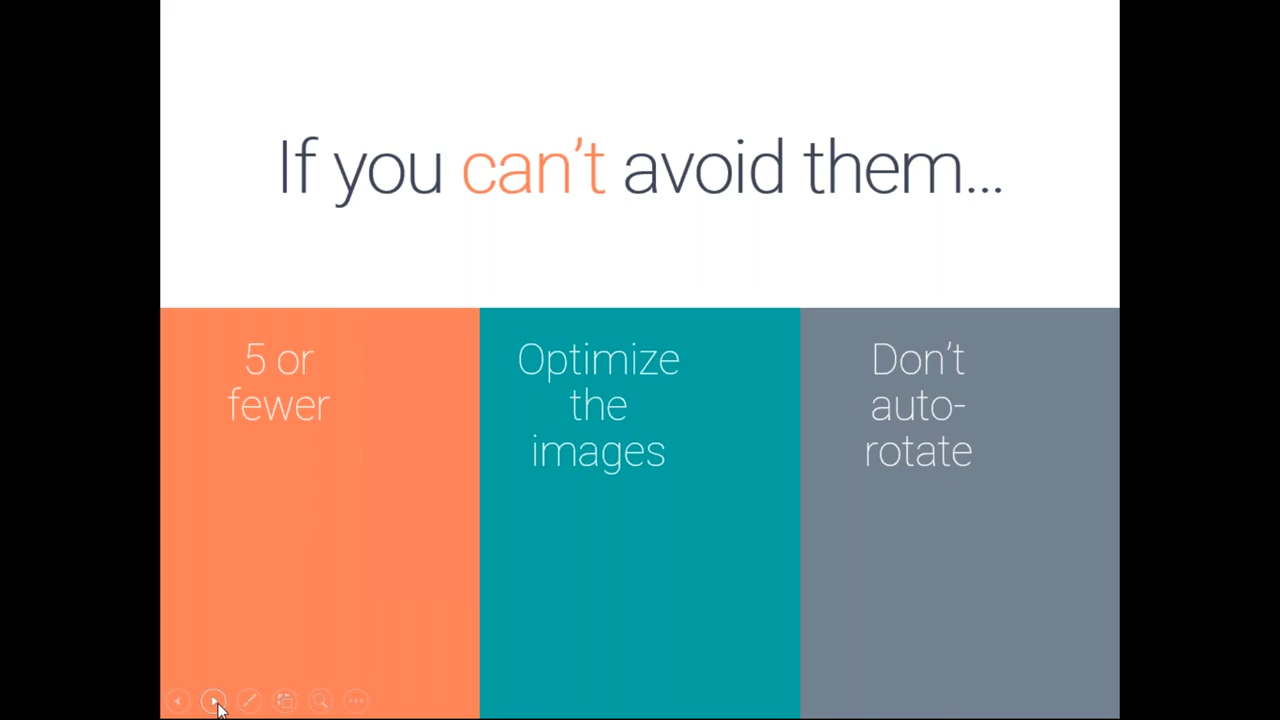 If you can’t avoid them...
5 or
fewer
Optimize
the
images
Don’t
auto-
rotate